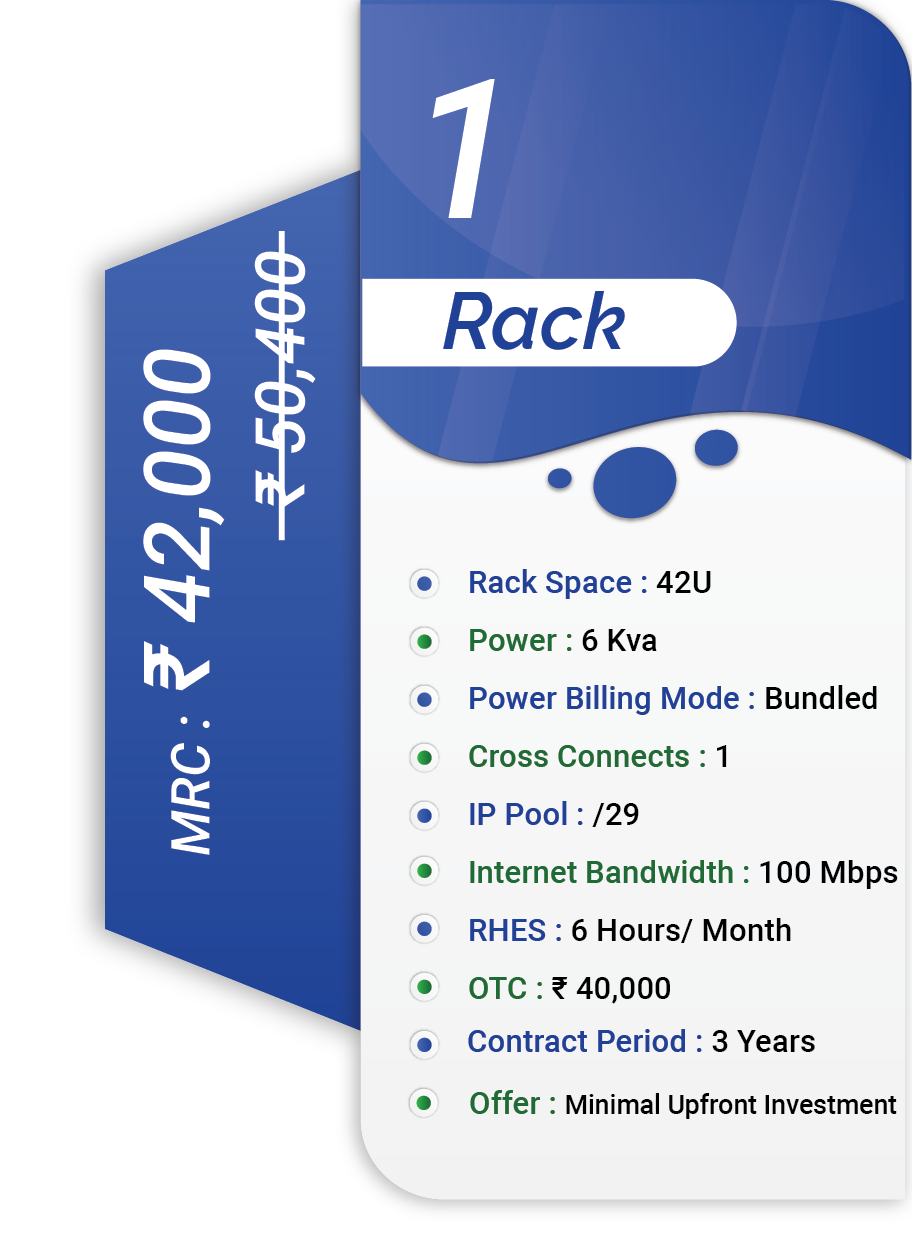 1
Rack
MRC : ₹ 42,000
₹ 50,400
Rack Space : 42U
Power : 6 Kva
Power Billing Mode : Bundled
Cross Connects : 1
IP Pool : /29
Internet Bandwidth : 100 Mbps
RHES : 6 Hours/ Month
OTC : ₹ 40,000
Contract Period : 3 Years
Offer : Minimal Upfront Investment